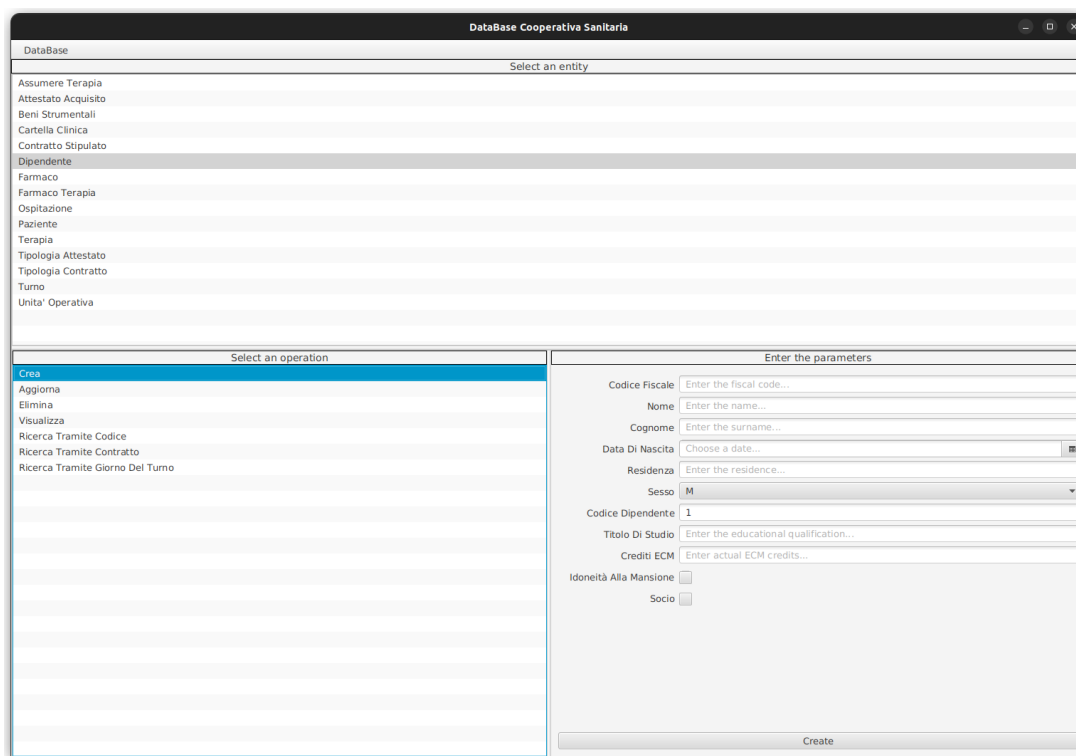 DataBase Cooperativa Sanitaria
DataBase
Select an entity
Assumere Terapia
Attestato Acquisito
Beni Strumentali
Cartella Clinica
Contratto Stipulato
Dipendente
Farmaco
Farmaco Terapia
Ospitazione
Paziente
Terapia
Tipologia Attestato
Tipologia Contratto
Turno
Unita' Operativa
Select an operation
Crea
Aggiorna
Elimina
Visualizza
Ricerca Tramite Codice
Ricerca Tramite Contratto
Ricerca Tramite Giorno Del Turno
Enter the parameters
Codice Fiscale Enter the fiscal code...
Nome Enter the name...
Cognome Enter the surname...
Data Di Nascita Choose a date...
Residenza Enter the residence...
Sesso M
Codice Dipendente 1
Titolo Di Studio Enter the educational qualification...
Crediti ECM Enter actual ECM credits...
Idoneità Alla Mansione
Socio
Create